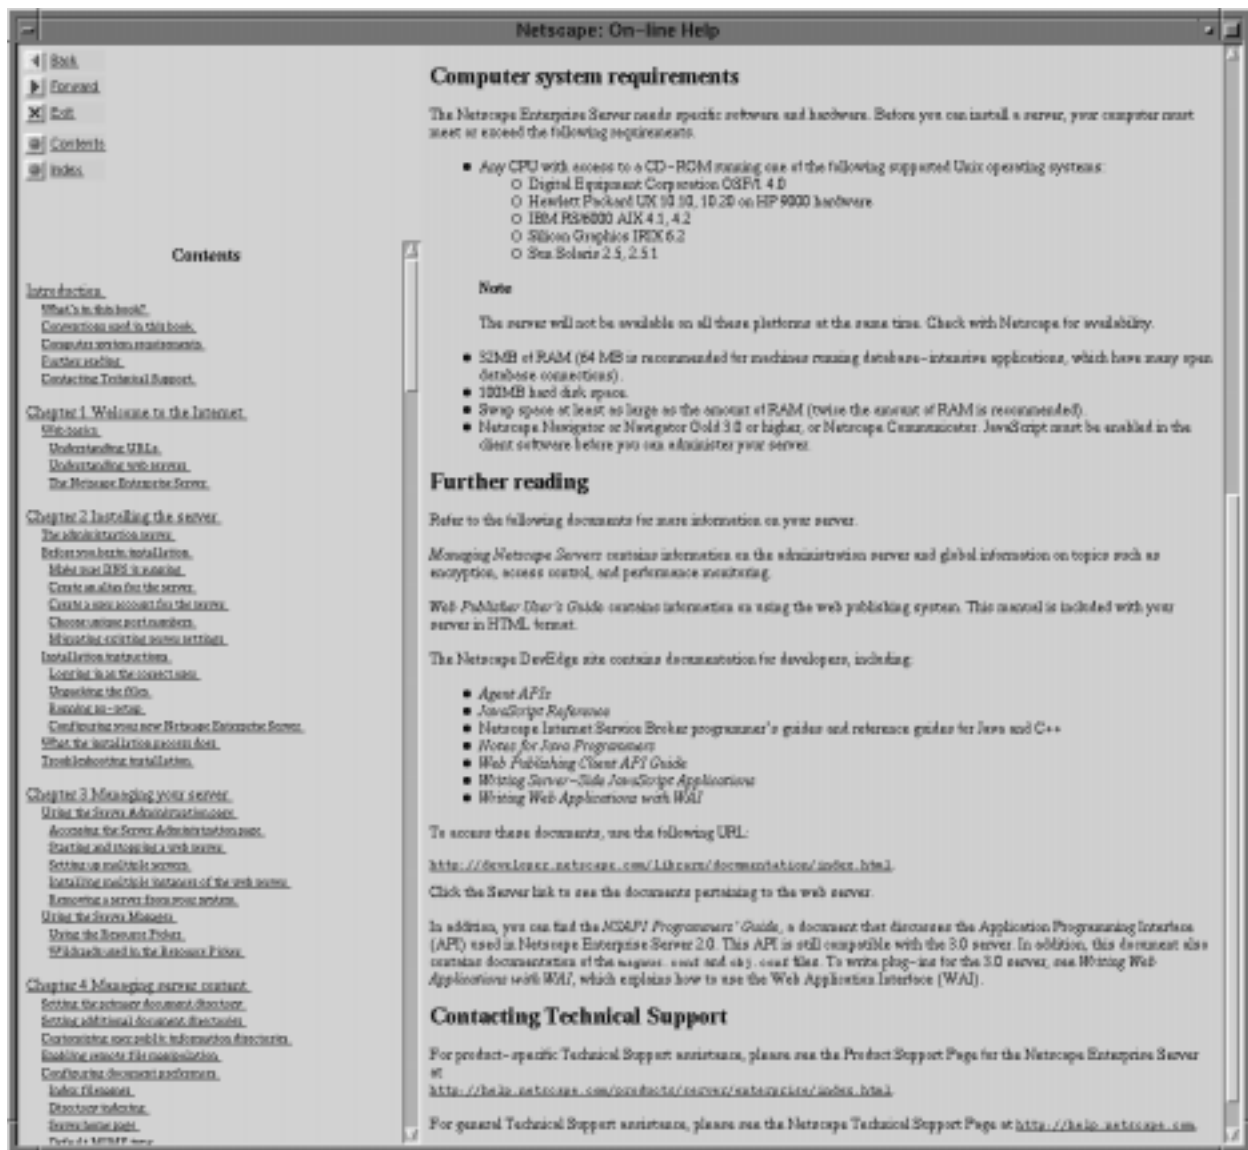 Netscape: On-line Help
Back
Forward
Exit
Contents
Index
Contents
Introduction
What's in this book?
Conventions used in this book
Computer system requirements
Further reading
Contacting Technical Support
Chapter 1 Welcome to the Internet
Web basics
Understanding URLs
Understanding web servers
The Netscape Enterprise Server
Chapter 2 Installing the server
The administration server
Before you begin installation
Make sure DNS is running
Create an alias for the server
Create a user account for the server
Choose unique port numbers
Migrating existing server settings
Installation instructions
Logging in as the correct user
Unpacking the files
Running ns-setup
Configuring your new Netscape Enterprise Server
What the installation process does
Troubleshooting installation
Chapter 3 Managing your server
Using the Server Administration page
Accessing the Server Administration page
Starting and stopping a web server
Setting up multiple servers
Installing multiple instances of the web server
Removing a server from your system
Using the Server Manager
Using the Resource Picker
Wildcards used in the Resource Picker
Chapter 4 Managing server content
Setting the primary document directory
Setting additional document directories
Customizing user public information directories
Enabling remote file manipulation
Configuring document preferences
Index filenames
Directory indexing
Server home page
Default MIME type
Computer system requirements
The Netscape Enterprise Server needs specific software and hardware. Before you can install a server, your computer must
meet or exceed the following requirements.
Any CPU with access to a CD-ROM running one of the following supported Unix operating systems:
Digital Equipment Corporation OSF/1 4.0
Hewlett Packard UX 10.10, 10.20 on HP 9000 hardware
IBM RS/6000 AIX 4.1, 4.2
Silicon Graphics IRIX 6.2
Sun Solaris 2.5, 2.5.1
Note
The server will not be available on all these platforms at the same time. Check with Netscape for availability.
32MB of RAM (64 MB is recommended for machines running database-intensive applications, which have many open
database connections).
100MB hard disk space.
Swap space at least as large as the amount of RAM (twice the amount of RAM is recommended).
Netscape Navigator or Navigator Gold 3.0 or higher, or Netscape Communicator. JavaScript must be enabled in the
client software before you can administer your server.
Further reading
Refer to the following documents for more information on your server.
Managing Netscape Servers contains information on the administration server and global information on topics such as
encryption, access control, and performance monitoring.
Web Publisher User's Guide contains information on using the web publishing system. This manual is included with your
server in HTML format.
The Netscape DevEdge site contains documentation for developers, including:
Agent APIs
JavaScript Reference
Netscape Internet Service Broker programmer's guides and reference guides for Java and C++
Notes for Java Programmers
Web Publishing Client API Guide
Writing Server-Side JavaScript Applications
Writing Web Applications with WAI
To access these documents, use the following URL:
http://developer.netscape.com/library/documentation/index.html.
Click the Server link to see the documents pertaining to the web server.
In addition, you can find the NSAPI Programmers' Guide, a document that discusses the Application Programming Interface
(API) used in Netscape Enterprise Server 2.0. This API is still compatible with the 3.0 server. In addition, this document also
contains documentation of the magnus.conf and obj.conf files. To write plug-ins for the 3.0 server, see Writing Web
Applications with WAI, which explains how to use the Web Application Interface (WAI).
Contacting Technical Support
For product-specific Technical Support assistance, please see the Product Support Page for the Netscape Enterprise Server
at
http://help.netscape.com/products/server/enterprise/index.html.
For general Technical Support assistance, please see the Netscape Technical Support Page at http://help.netscape.com.